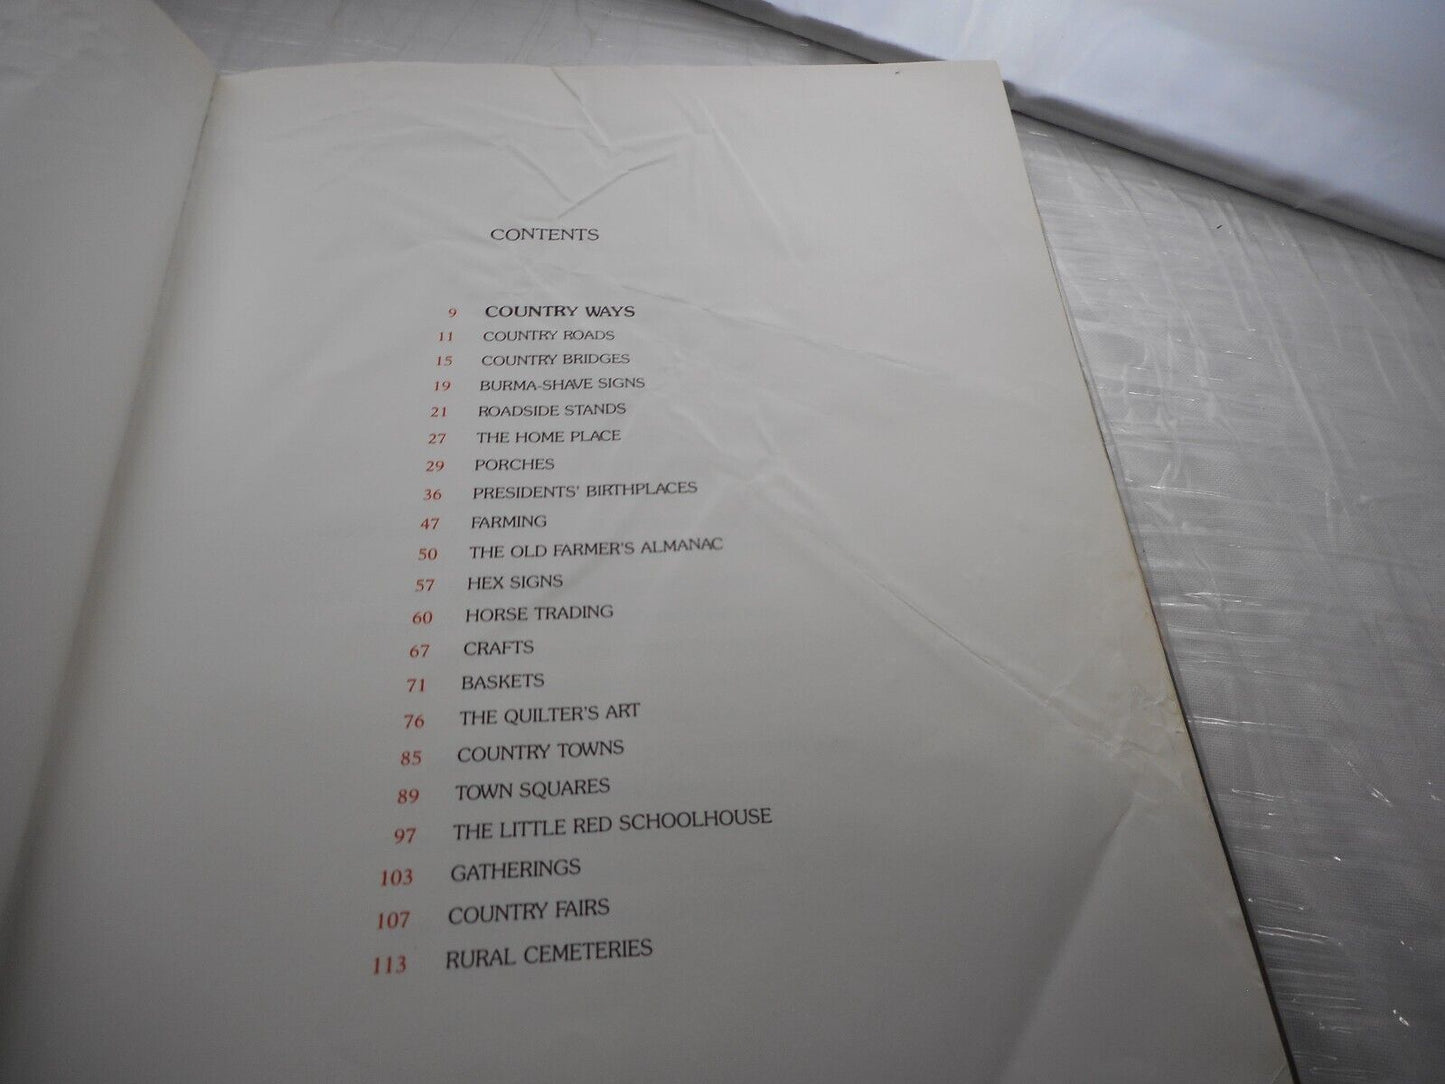 CONTENTS
9 COUNTRY WAYS
11 COUNTRY ROADS
15 COUNTRY BRIDGES
19 BURMA-SHAVE SIGNS
21 ROADSIDE STANDS
27 THE HOME PLACE
29 PORCHES
36 PRESIDENTS' BIRTHPLACES
47 FARMING
50 THE OLD FARMER'S ALMANAC
57 HEX SIGNS
60 HORSE TRADING
67 CRAFTS
71 BASKETS
76 THE QUILTER'S ART
85 COUNTRY TOWNS
89 TOWN SQUARES
97 THE LITTLE RED SCHOOLHOUSE
103 GATHERINGS
107 COUNTRY FAIRS
113 RURAL CEMETERIES